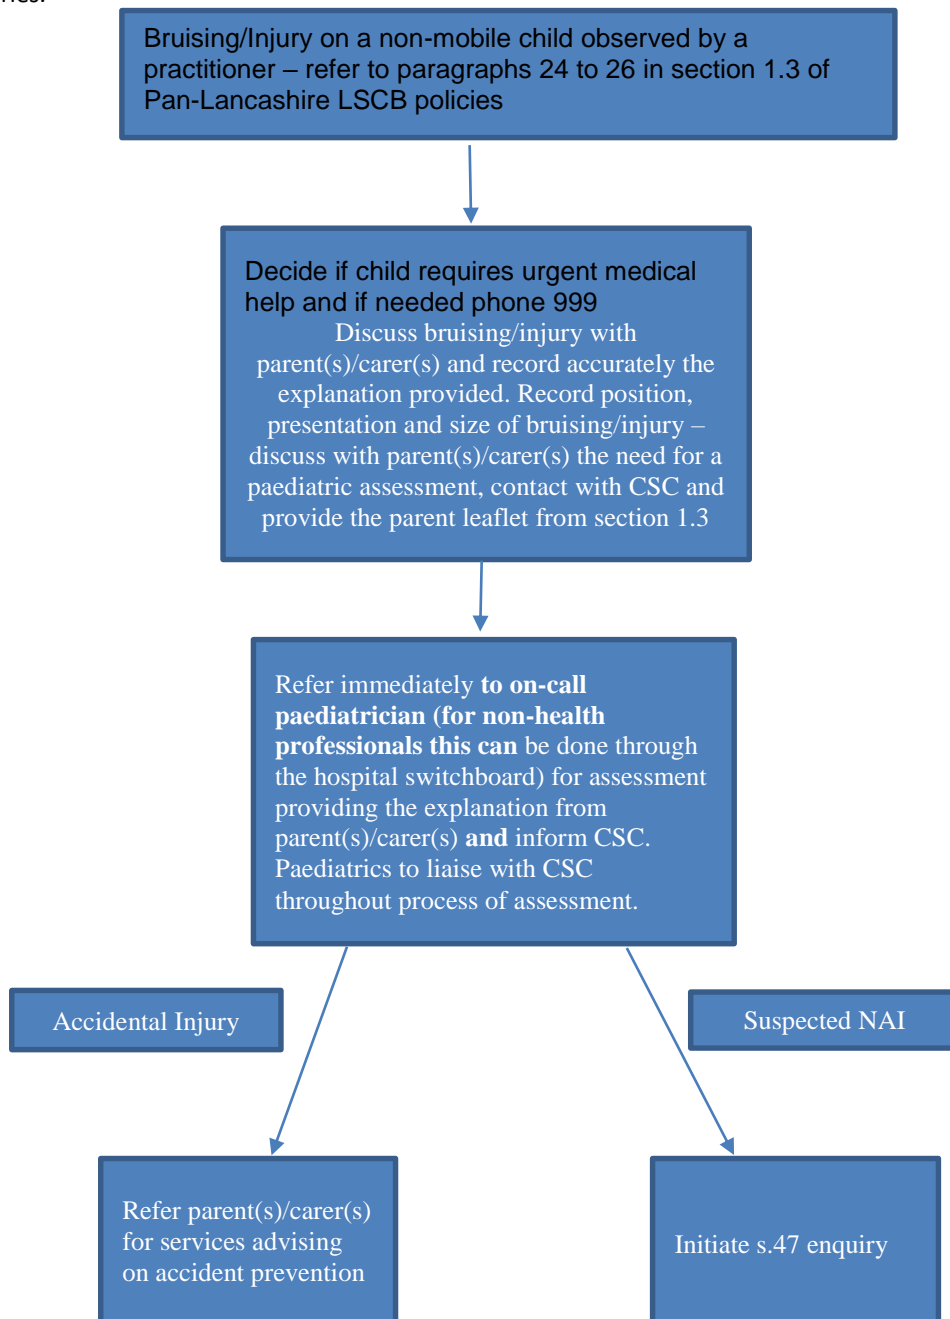 Bruising/Injury on a non-mobile child observed by a
practitioner – refer to paragraphs 24 to 26 in section 1.3 of
Pan-Lancashire LSCB policies
Decide if child requires urgent medical
help and if needed phone 999
Discuss bruising/injury with
parent(s)/carer(s) and record accurately the
explanation provided. Record position,
presentation and size of bruising/injury –
discuss with parent(s)/carer(s) the need for a
paediatric assessment, contact with CSC and
provide the parent leaflet from section 1.3
Refer immediately to on-call
paediatrician (for non-health
professionals this can be done through
the hospital switchboard) for assessment
providing the explanation from
parent(s)/carer(s) and inform CSC.
Paediatrics to liaise with CSC
throughout process of assessment.
Accidental Injury
Suspected NAI
Refer parent(s)/carer(s)
for services advising
on accident prevention
Initiate s.47 enquiry